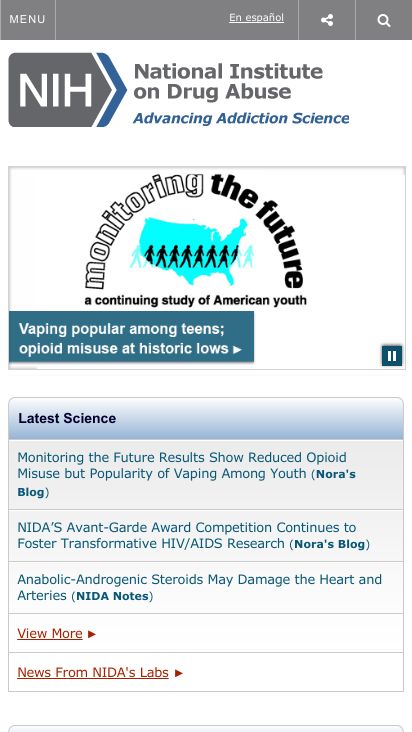 MENU
En español
NIH
National Institute
on Drug Abuse
Advancing Addiction Science
monitoring the future
a continuing study of American youth
Vaping popular among teens;
opioid misuse at historic lows ▸
Latest Science
Monitoring the Future Results Show Reduced Opioid
Misuse but Popularity of Vaping Among Youth (Nora's
Blog)
NIDA’S Avant-Garde Award Competition Continues to
Foster Transformative HIV/AIDS Research (Nora's Blog)
Anabolic-Androgenic Steroids May Damage the Heart and
Arteries (NIDA Notes)
View More ▸
News From NIDA's Labs ▸